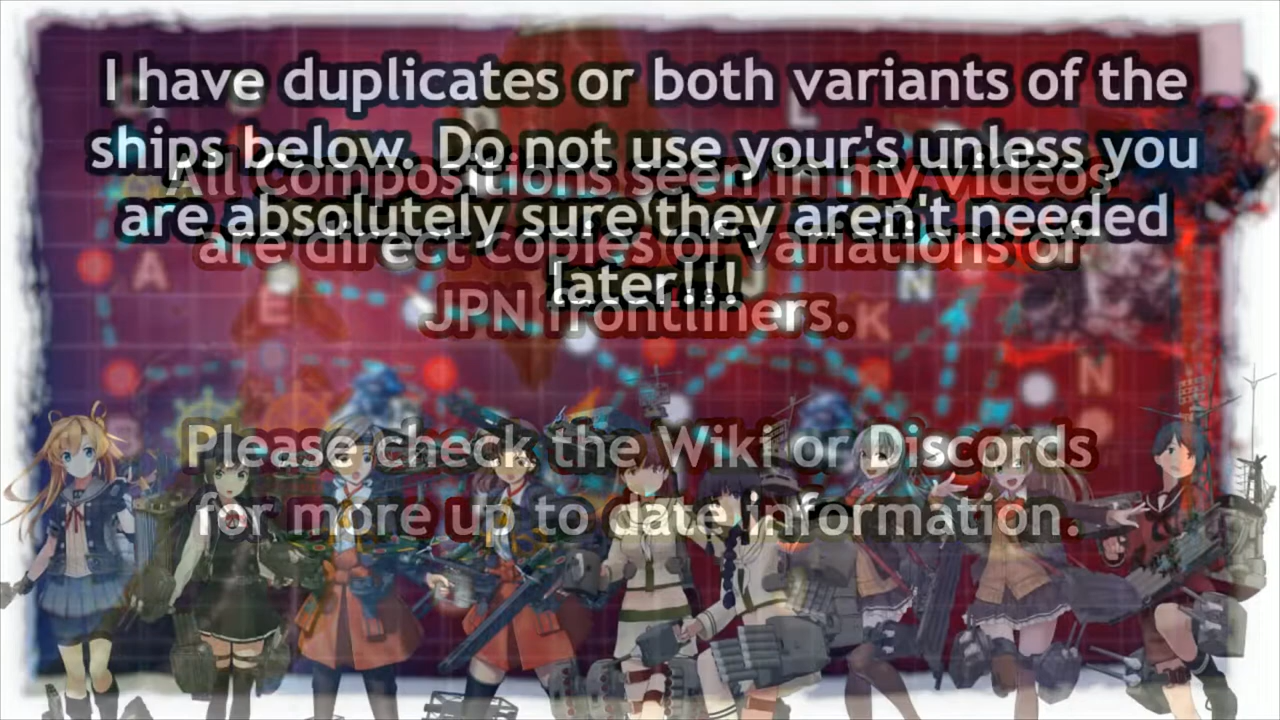 I have duplicates or both variants of the
ships below. Do not use your's unless you
are absolutely sure they aren't needed
later!!!
All Compositions seen in my videos
are direct copies or variations of
JPN frontliners.
Please check the Wiki or Discords
for more up to date information.
A
E
N
K
N